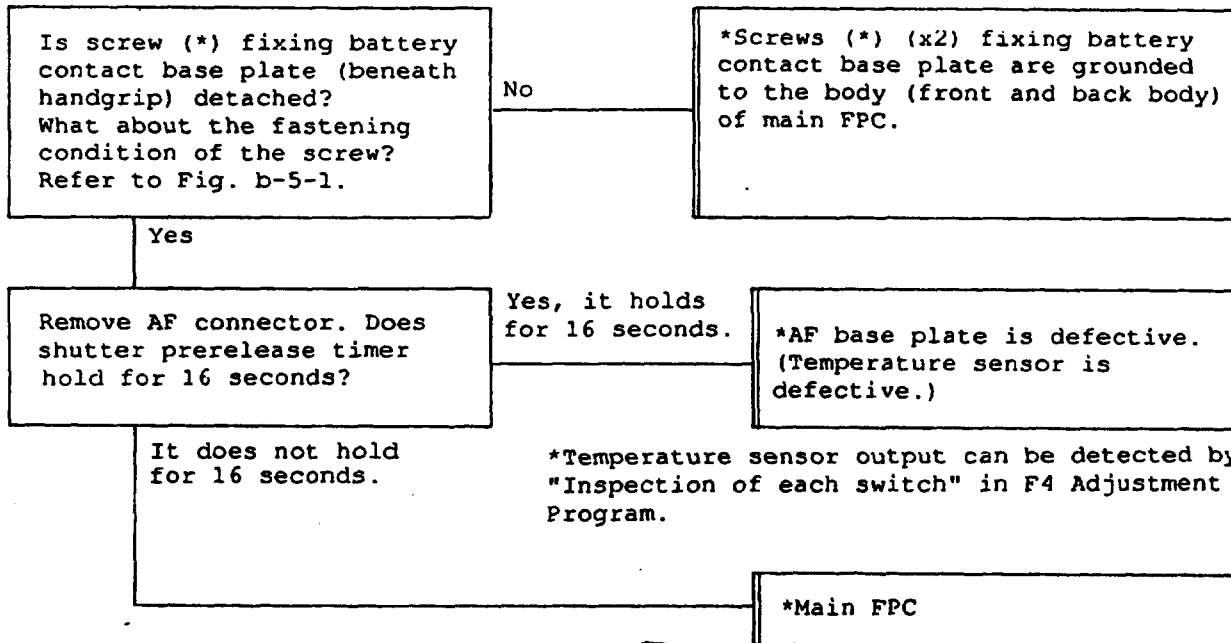 Is screw (*) fixing battery
contact base plate (beneath
handgrip) detached?
What about the fastening
condition of the screw?
Refer to Fig. b-5-1.
No
*Screws (*) (x2) fixing battery
contact base plate are grounded
to the body (front and back body)
of main FPC.
Yes
Remove AF connector. Does
shutter prerelease timer
hold for 16 seconds?
Yes, it holds
for 16 seconds.
*AF base plate is defective.
(Temperature sensor is
defective.)
It does not hold
for 16 seconds.
*Temperature sensor output can be detected by
"Inspection of each switch" in F4 Adjustment
Program.
*Main FPC